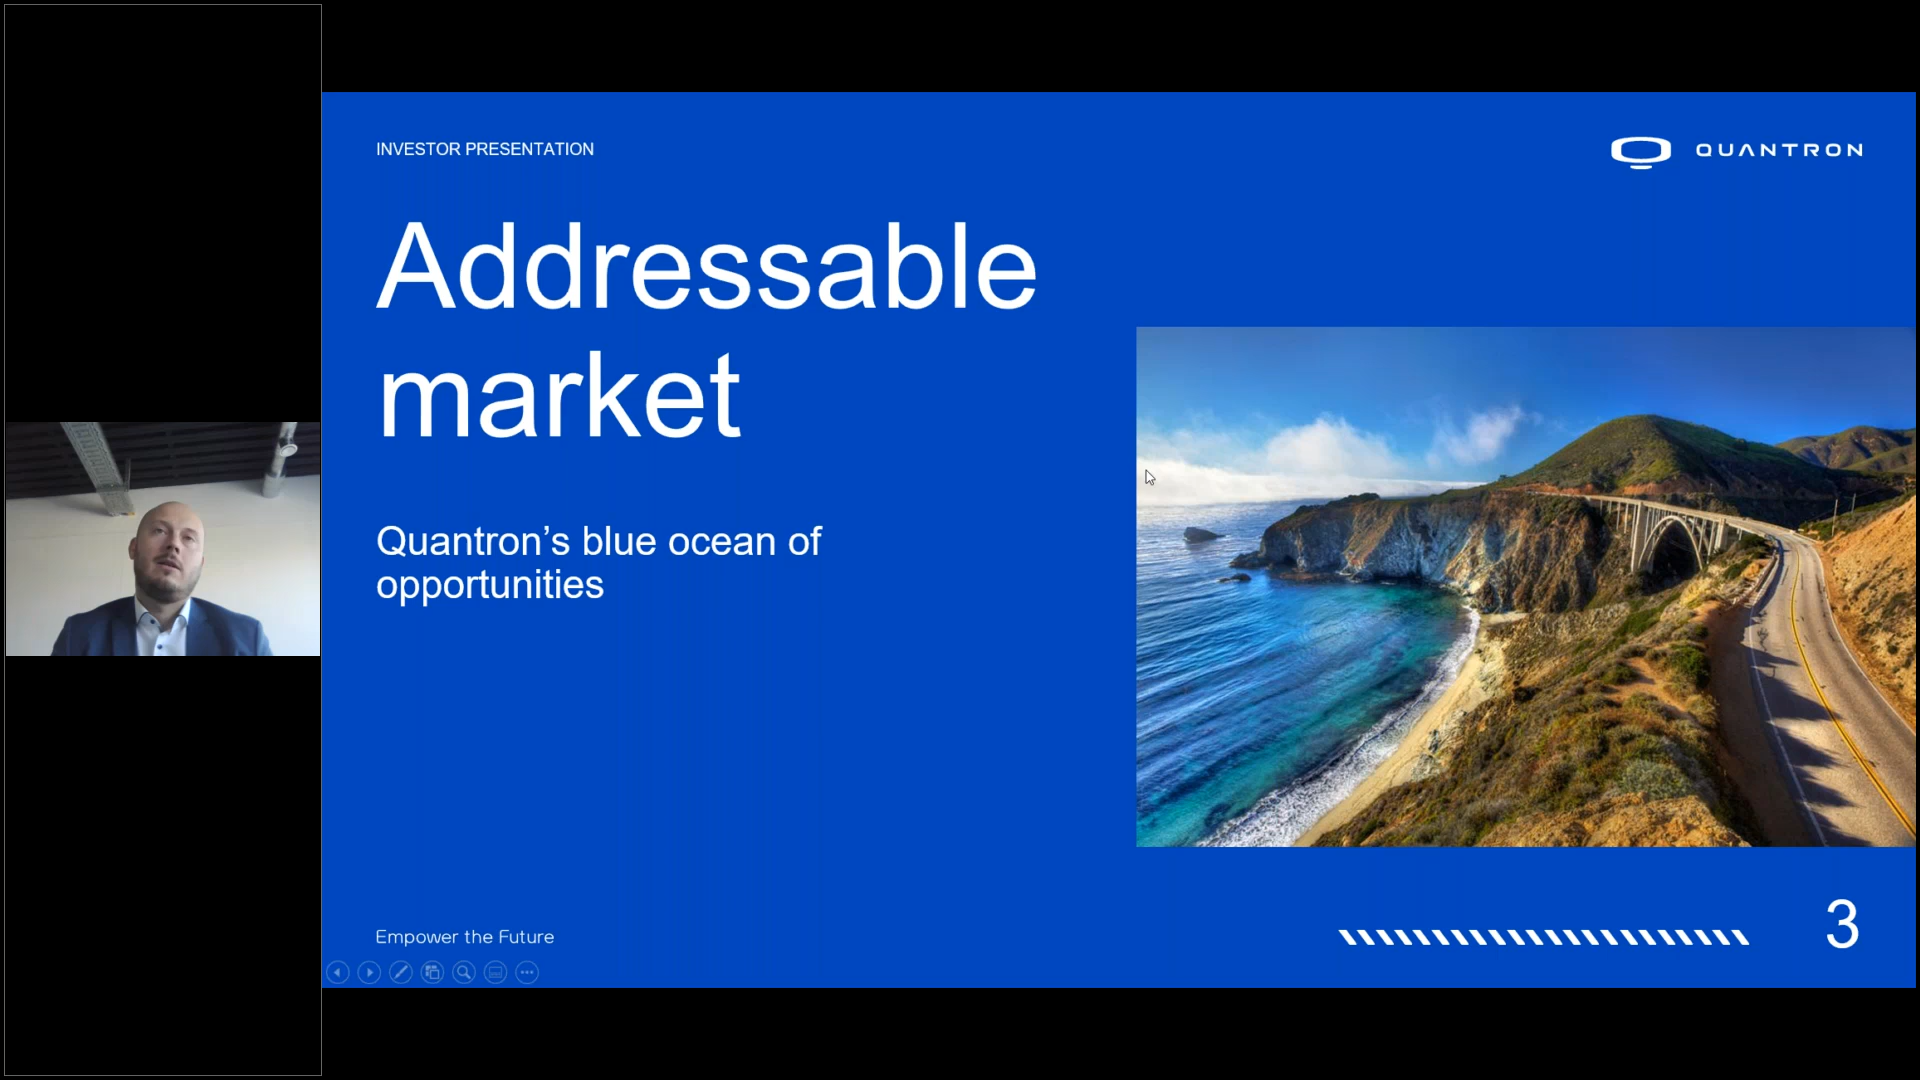 INVESTOR PRESENTATION
QUANTRON
Addressable
market
Quantron’s blue ocean of
opportunities
Empower the Future
3